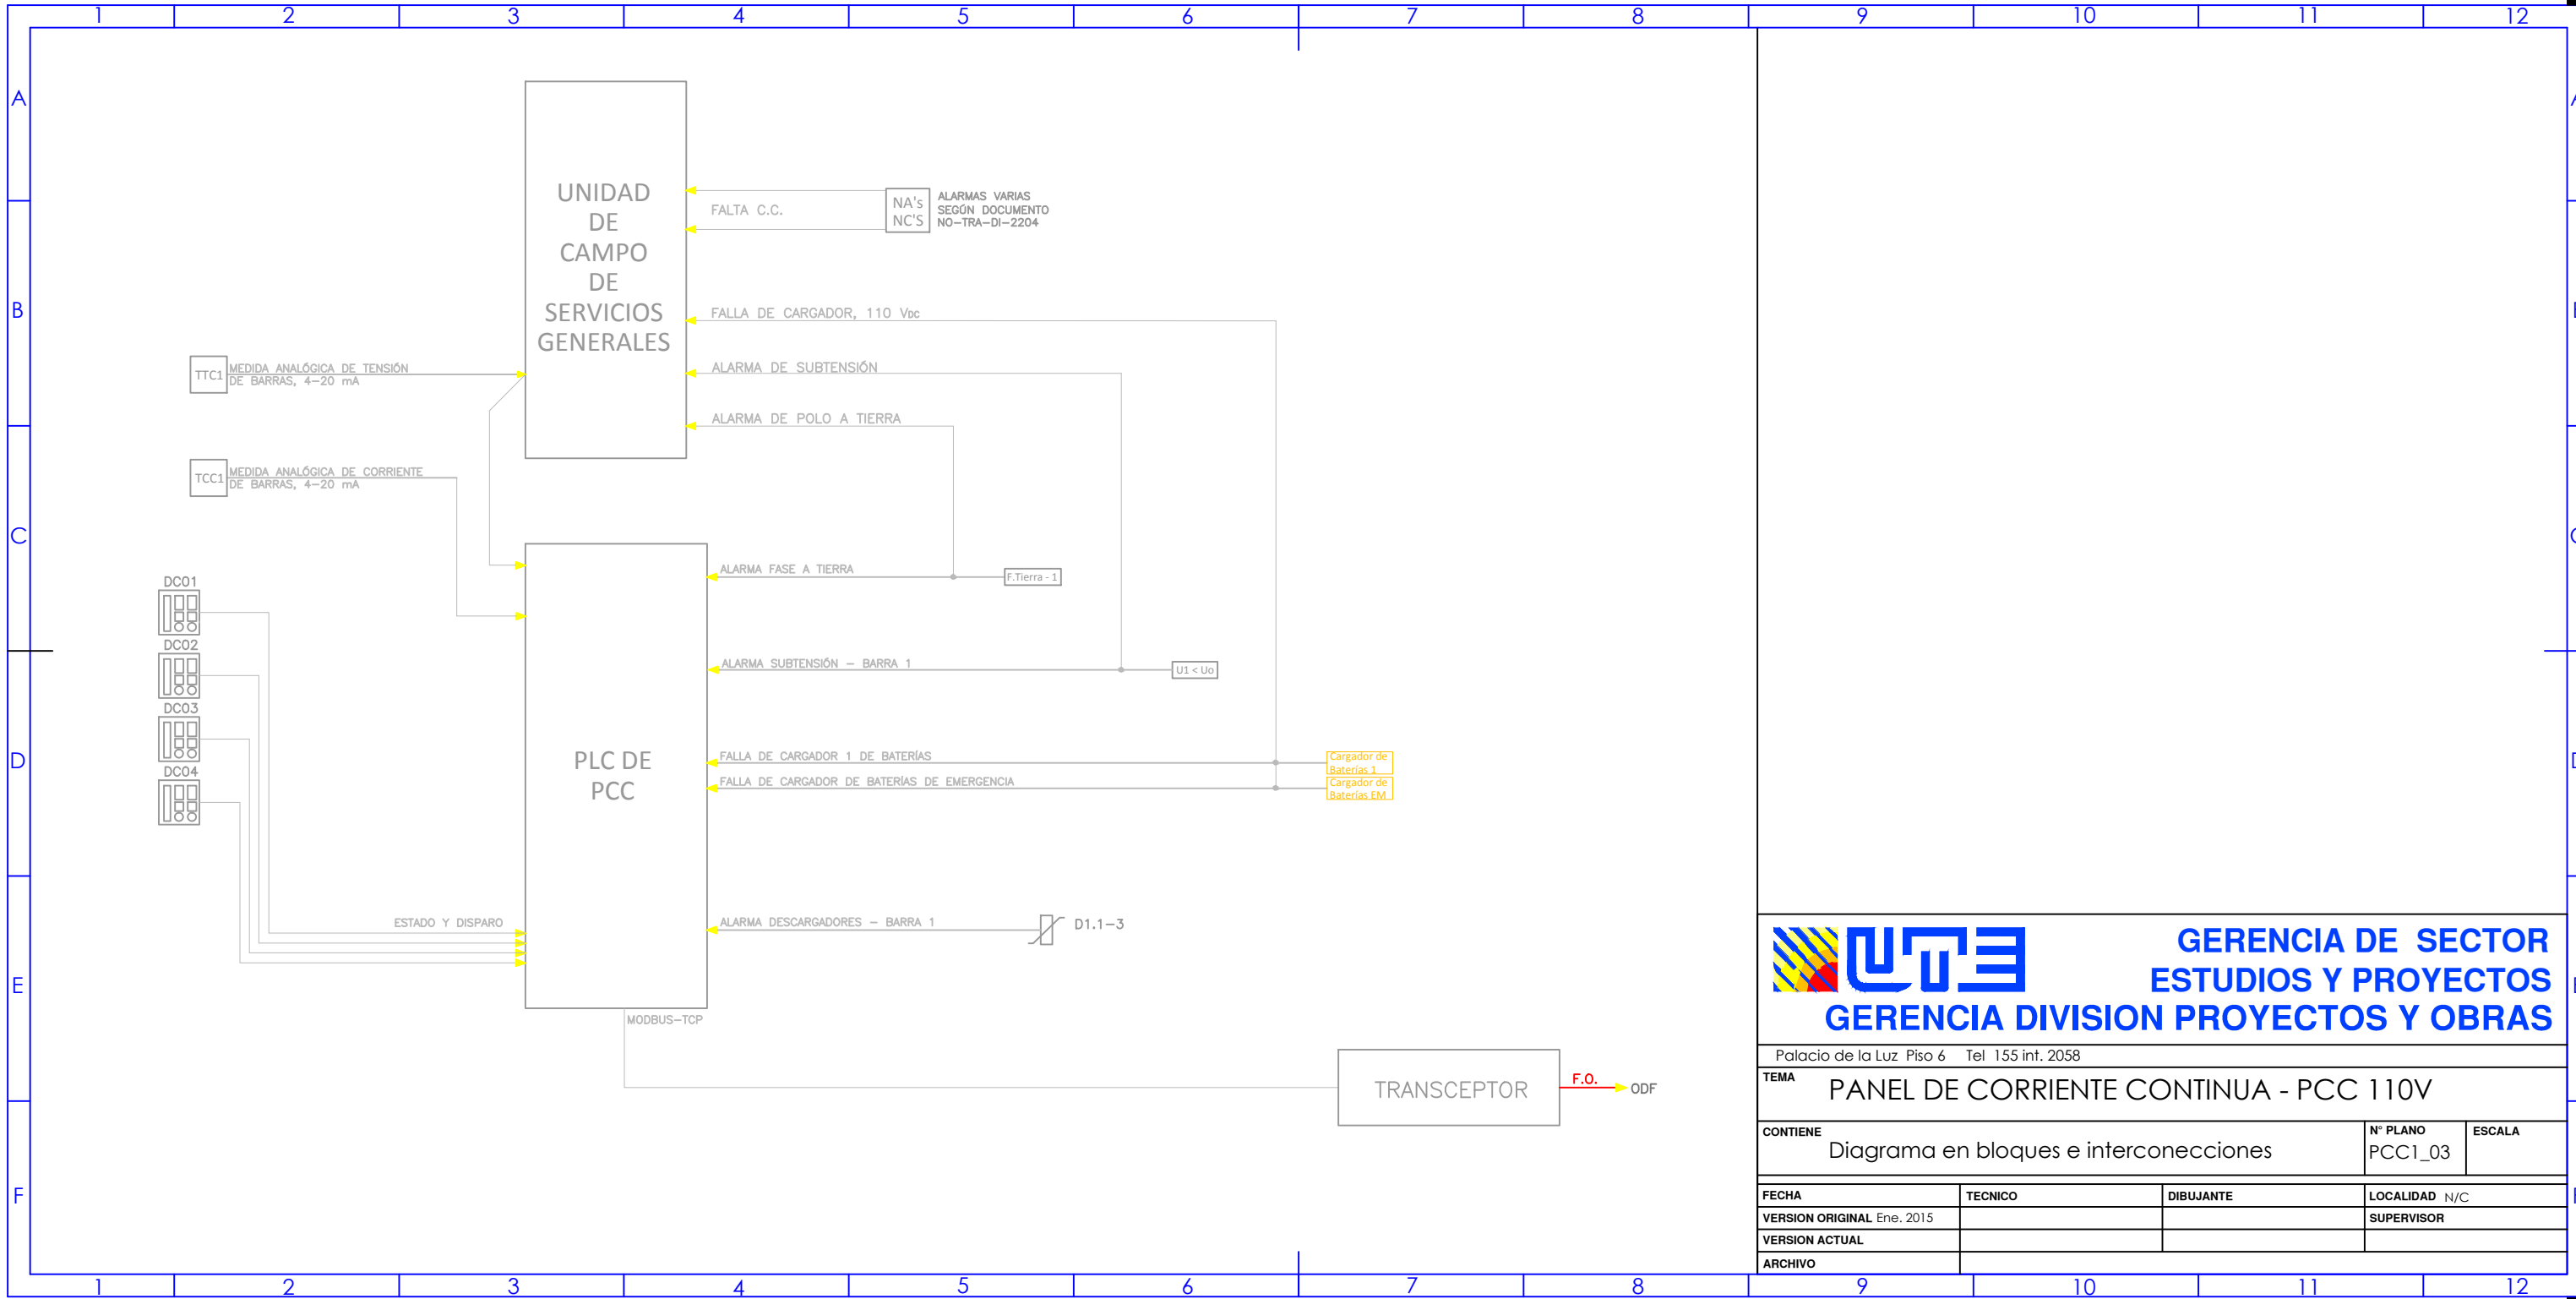 1 2 3 4 5 6 7 8 9 10 11 12
A
B
C
D
E
F
UNIDAD
DE
CAMPO
DE
SERVICIOS
GENERALES
FALTA C.C.
NA's
NC'S
ALARMAS VARIAS
SEGÚN DOCUMENTO
NO-TRA-DI-2204
FALLA DE CARGADOR, 110 VDC
ALARMA DE SUBTENSIÓN
ALARMA DE POLO A TIERRA
TTC1
MEDIDA ANALÓGICA DE TENSIÓN
DE BARRAS, 4-20 mA
TCC1
MEDIDA ANALÓGICA DE CORRIENTE
DE BARRAS, 4-20 mA
DC01
DC02
DC03
DC04
ESTADO Y DISPARO
PLC DE
PCC
ALARMA FASE A TIERRA
F.Tierra - 1
ALARMA SUBTENSIÓN - BARRA 1
U1 < Uo
FALLA DE CARGADOR 1 DE BATERÍAS
Cargador de
Baterías 1
FALLA DE CARGADOR DE BATERÍAS DE EMERGENCIA
Cargador de
Baterías EM
ALARMA DESCARGADORES - BARRA 1
D1.1-3
MODBUS-TCP
TRANSCEPTOR
F.O.
ODF
UTE
GERENCIA DE SECTOR
ESTUDIOS Y PROYECTOS
GERENCIA DIVISION PROYECTOS Y OBRAS
Palacio de la Luz Piso 6 Tel 155 int. 2058
TEMA
PANEL DE CORRIENTE CONTINUA - PCC 110V
CONTIENE
Diagrama en bloques e interconecciones
N° PLANO
PCC1_03
ESCALA
FECHA TECNICO DIBUJANTE LOCALIDAD N/C
VERSION ORIGINAL Ene. 2015 SUPERVISOR
VERSION ACTUAL
ARCHIVO
1 2 3 4 5 6 7 8 9 10 11 12